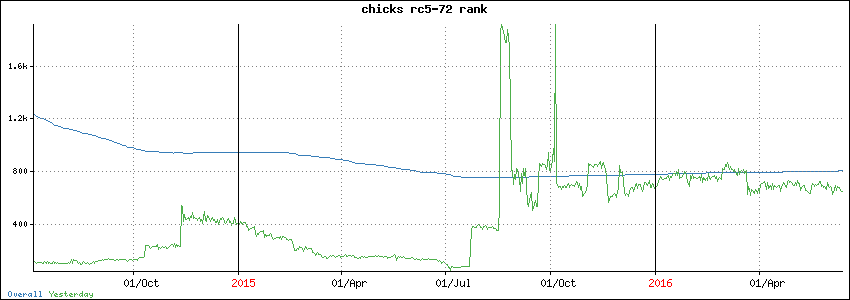 chicks rc5-72 rank
1.6k
1.2k
800
400
01/Oct 2015 01/Apr 01/Jul 01/Oct 2016 01/Apr
Overall Yesterday